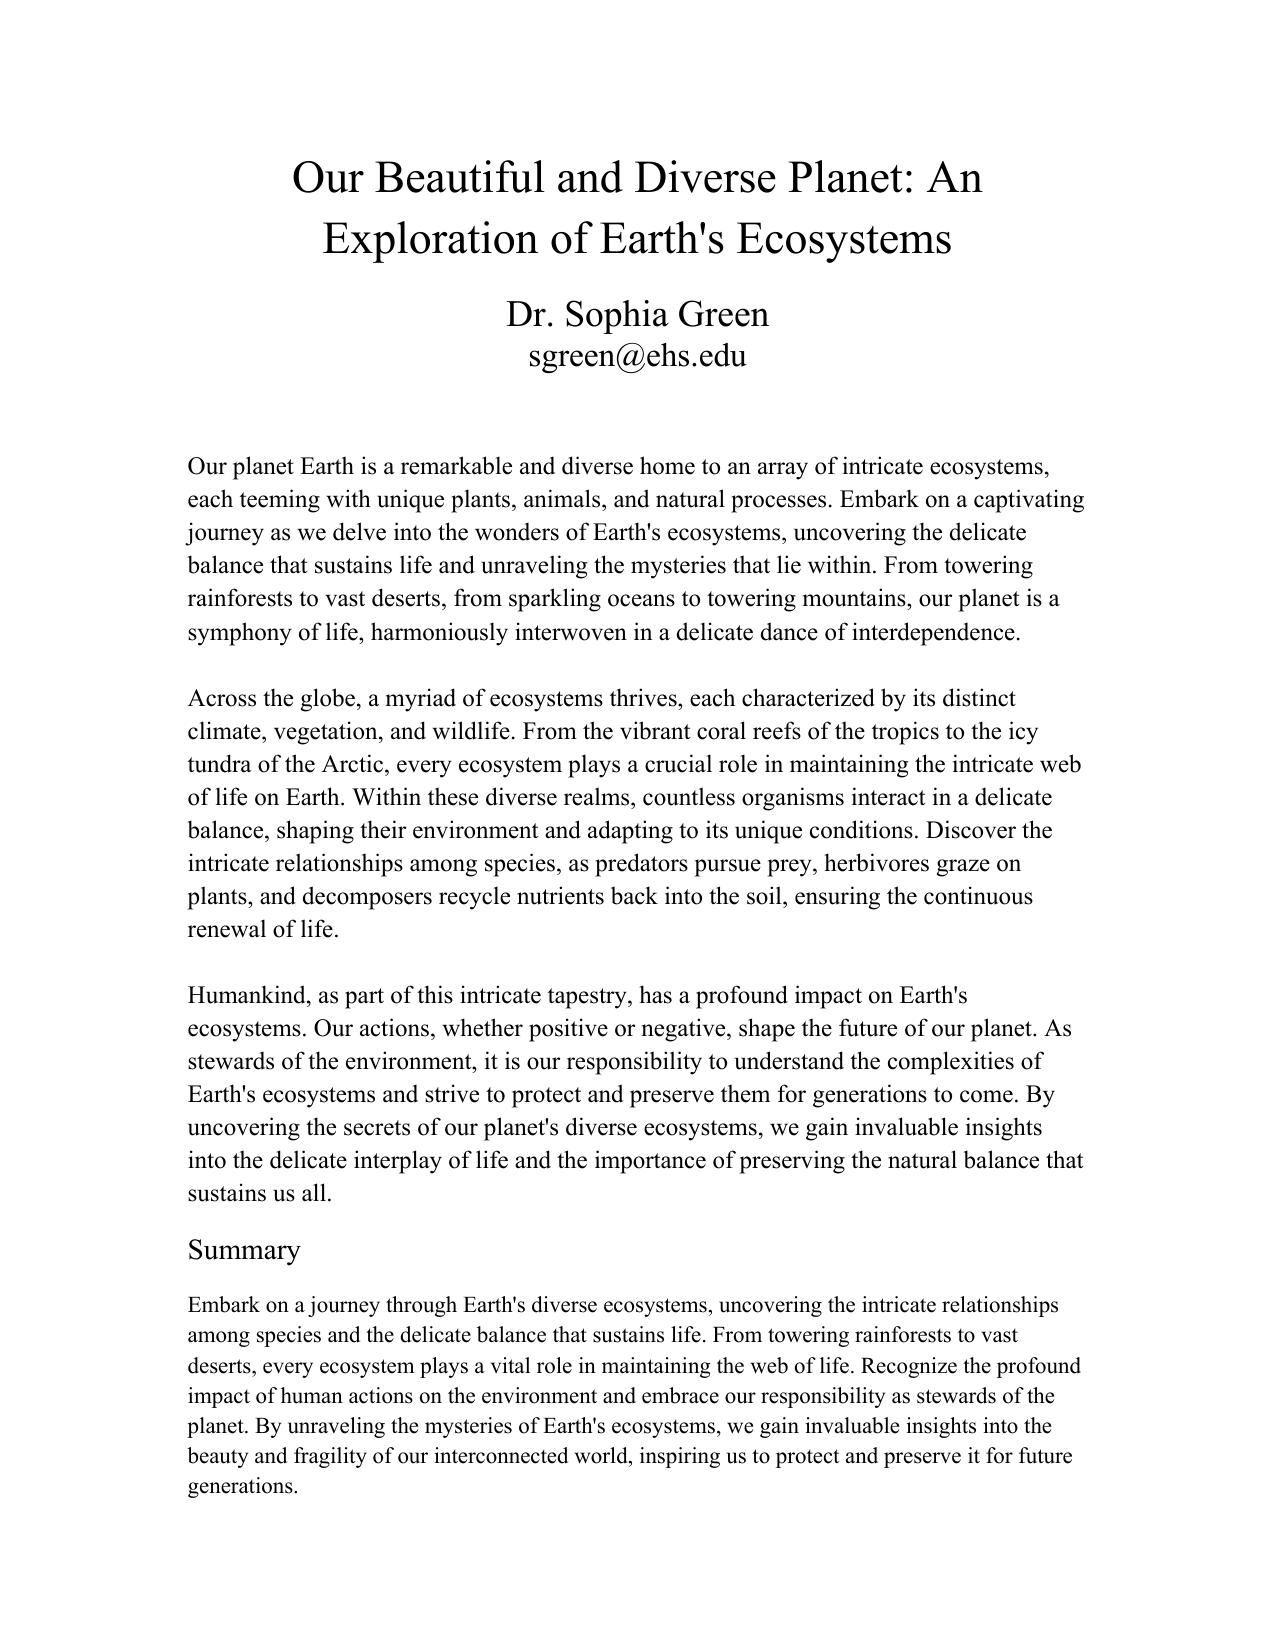 Our Beautiful and Diverse Planet: An
Exploration of Earth's Ecosystems
Dr. Sophia Green
sgreen@ehs.edu
Our planet Earth is a remarkable and diverse home to an array of intricate ecosystems,
each teeming with unique plants, animals, and natural processes. Embark on a captivating
journey as we delve into the wonders of Earth's ecosystems, uncovering the delicate
balance that sustains life and unraveling the mysteries that lie within. From towering
rainforests to vast deserts, from sparkling oceans to towering mountains, our planet is a
symphony of life, harmoniously interwoven in a delicate dance of interdependence.
Across the globe, a myriad of ecosystems thrives, each characterized by its distinct
climate, vegetation, and wildlife. From the vibrant coral reefs of the tropics to the icy
tundra of the Arctic, every ecosystem plays a crucial role in maintaining the intricate web
of life on Earth. Within these diverse realms, countless organisms interact in a delicate
balance, shaping their environment and adapting to its unique conditions. Discover the
intricate relationships among species, as predators pursue prey, herbivores graze on
plants, and decomposers recycle nutrients back into the soil, ensuring the continuous
renewal of life.
Humankind, as part of this intricate tapestry, has a profound impact on Earth's
ecosystems. Our actions, whether positive or negative, shape the future of our planet. As
stewards of the environment, it is our responsibility to understand the complexities of
Earth's ecosystems and strive to protect and preserve them for generations to come. By
uncovering the secrets of our planet's diverse ecosystems, we gain invaluable insights
into the delicate interplay of life and the importance of preserving the natural balance that
sustains us all.
Summary
Embark on a journey through Earth's diverse ecosystems, uncovering the intricate relationships
among species and the delicate balance that sustains life. From towering rainforests to vast
deserts, every ecosystem plays a vital role in maintaining the web of life. Recognize the profound
impact of human actions on the environment and embrace our responsibility as stewards of the
planet. By unraveling the mysteries of Earth's ecosystems, we gain invaluable insights into the
beauty and fragility of our interconnected world, inspiring us to protect and preserve it for future
generations.